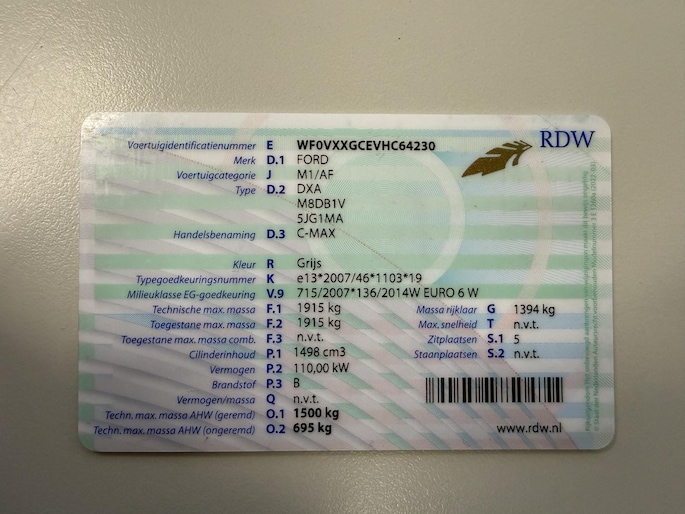 RDW
Voertuigidentificatienummer E WF0VXXGCEVHC64230
Merk D.1 FORD
Voertuigcategorie J M1/AF
Type D.2 DXA
M8DB1V
5JG1MA
Handelsbenaming D.3 C-MAX
Kleur R Grijs
Typegoedkeuringsnummer K e13*2007/46*1103*19
Milieuklasse EG-goedkeuring V.9 715/2007*136/2014W EURO 6 W
Technische max. massa F.1 1915 kg Massa rijklaar G 1394 kg
Toegestane max. massa F.2 1915 kg Max. snelheid T n.v.t.
Toegestane max. massa comb. F.3 n.v.t. Zitplaatsen S.1 5
Cilinderinhoud P.1 1498 cm3 Staanplaatsen S.2 n.v.t.
Vermogen P.2 110,00 kW
Brandstof P.3 B
Vermogen/massa Q n.v.t.
Techn. max. massa AHW (geremd) O.1 1500 kg
Techn. max. massa AHW (ongeremd) O.2 695 kg
www.rdw.nl